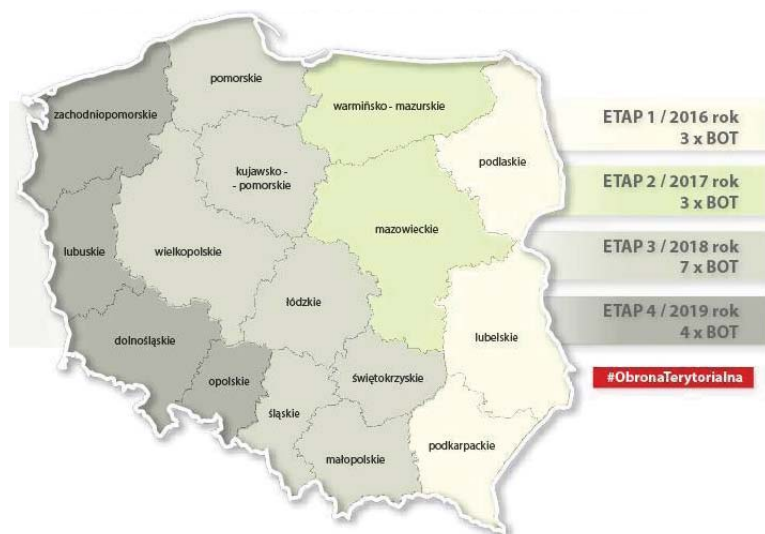 pomorskie
warmińsko - mazurskie
zachodniopomorskie
podlaskie
kujawsko -
- pomorskie
mazowieckie
lubuskie
wielkopolskie
łódzkie
dolnośląskie
lubelskie
opolskie
świętokrzyskie
śląskie
podkarpackie
małopolskie
ETAP 1 / 2016 rok
3 x BOT
ETAP 2 / 2017 rok
3 x BOT
ETAP 3 / 2018 rok
7 x BOT
ETAP 4 / 2019 rok
4 x BOT
#ObronaTerytorialna